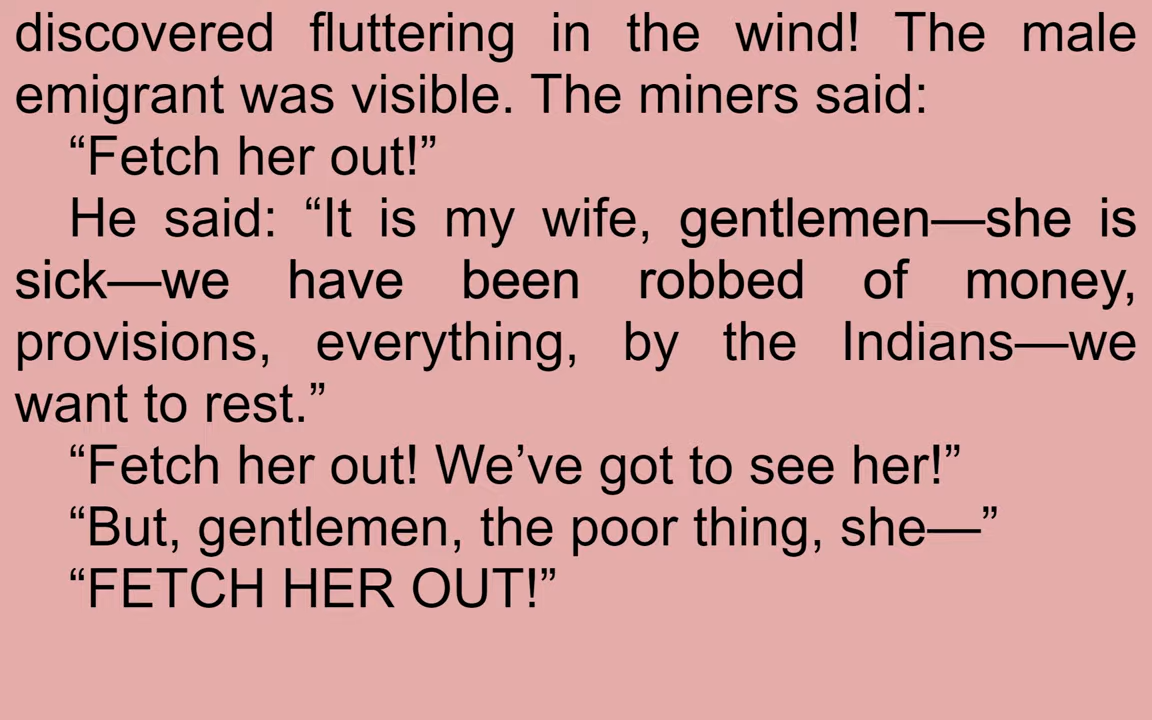 discovered fluttering in the wind! The male
emigrant was visible. The miners said:
“Fetch her out!”
He said: “It is my wife, gentlemen—she is
sick—we have been robbed of money,
provisions, everything, by the Indians—we
want to rest.”
“Fetch her out! We’ve got to see her!”
“But, gentlemen, the poor thing, she—”
“FETCH HER OUT!”